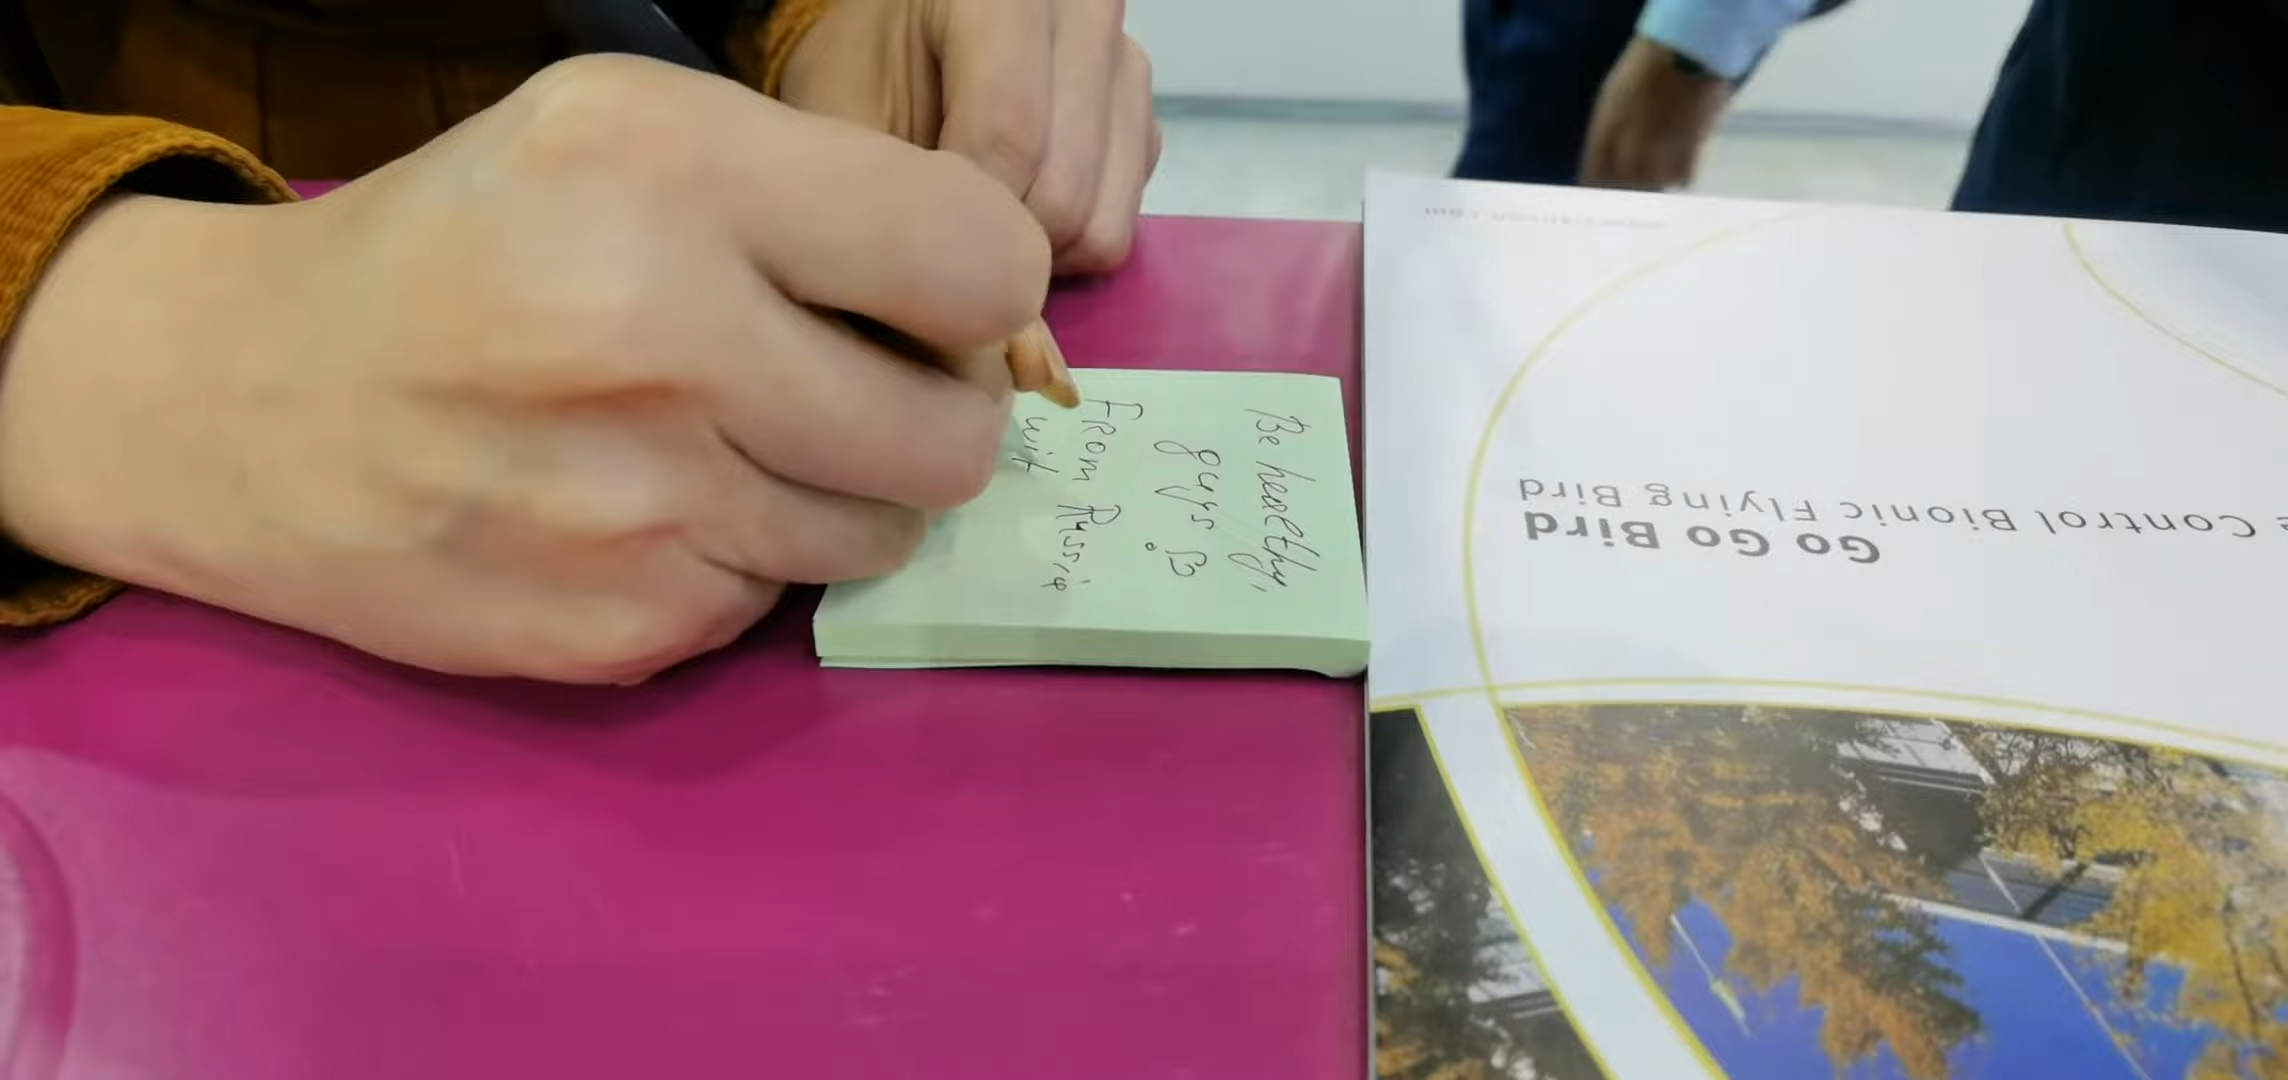 Be healthy,
guys
From Russia
wit
Go Go Bird
Control Bionic Flying Bird